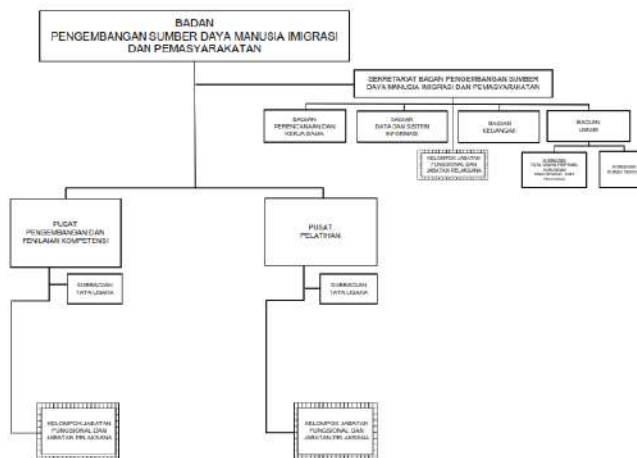 BADAN
PENGEMBANGAN SUMBER DAYA MANUSIA IMIGRASI
DAN PEMASYARAKATAN
SEKRETARIAT BADAN PENGEMBANGAN SUMBER
DAYA MANUSIA IMIGRASI DAN PEMASYARAKATAN
BAGIAN
PERENCANAAN DAN
KERJA SAMA
BAGIAN
DATA DAN SISTEM
INFORMASI
BAGIAN
KEUANGAN
BAGIAN
UMUM
KELOMPOK JABATAN
FUNGSIONAL DAN
JABATAN PELAKSANA
SUBBAGIAN
SUBBAGIAN
PUSAT
PENGEMBANGAN DAN
PENILAIAN KOMPETENSI
PUSAT
PELATIHAN
SUBBAGIAN
TATA USAHA
SUBBAGIAN
TATA USAHA
KELOMPOK JABATAN
FUNGSIONAL DAN
JABATAN PELAKSANA
KELOMPOK JABATAN
FUNGSIONAL DAN
JABATAN PELAKSANA